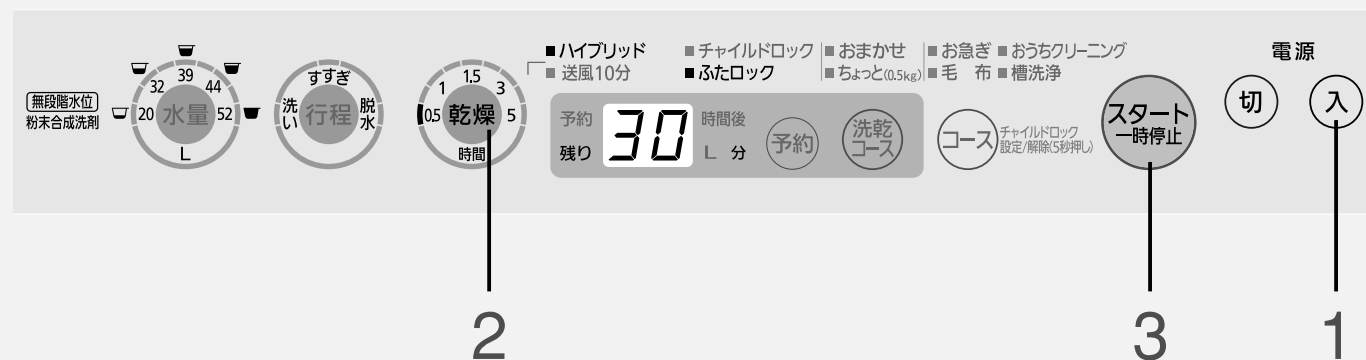 無段階水位
粉末合成洗剤
水量
20
32
39
44
52
L
行程
洗い
すすぎ
脱水
乾燥
0.5
1
1.5
3
5
時間
ハイブリッド
送風10分
チャイルドロック
ふたロック
おまかせ
ちょっと(0.5kg)
お急ぎ
毛 布
おうちクリーニング
槽洗浄
予約
残り
30
時間後
L 分
予約
洗乾
コース
コース
チャイルドロック
設定/解除(5秒押し)
スタート
一時停止
電源
切
入
2
3
1